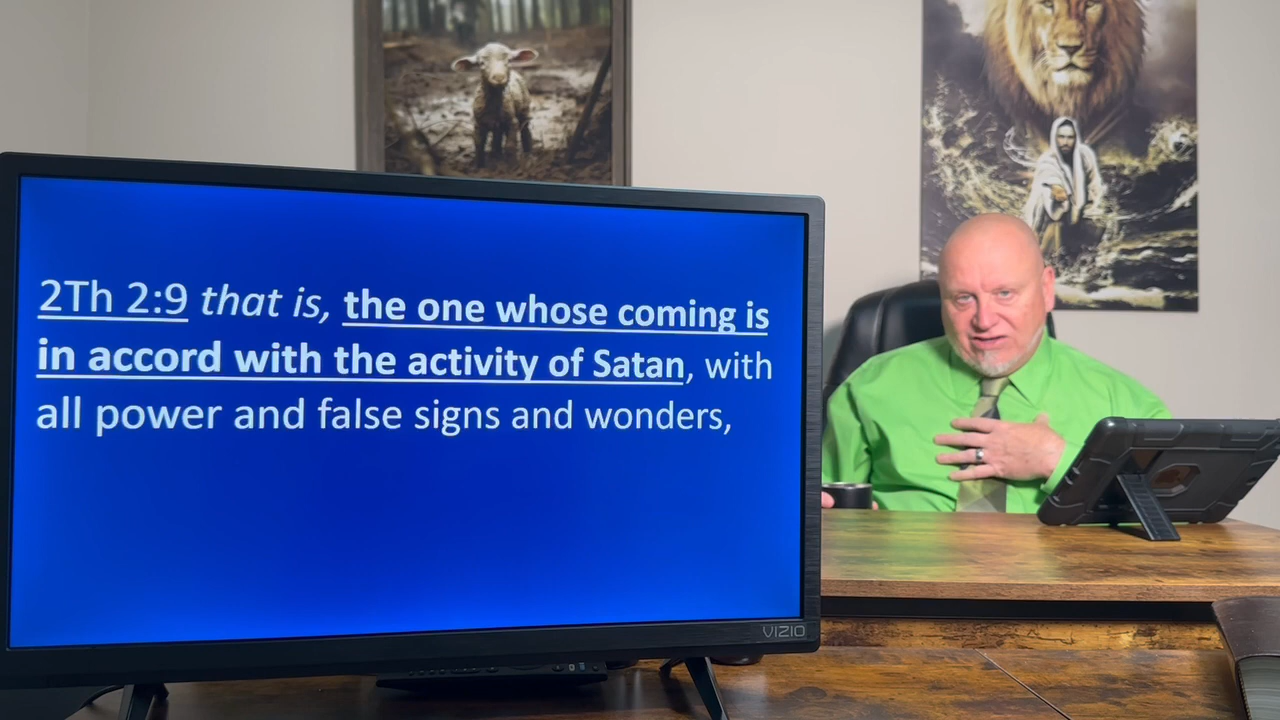 2Th 2:9 that is, the one whose coming is
in accord with the activity of Satan, with
all power and false signs and wonders,
VIZIO